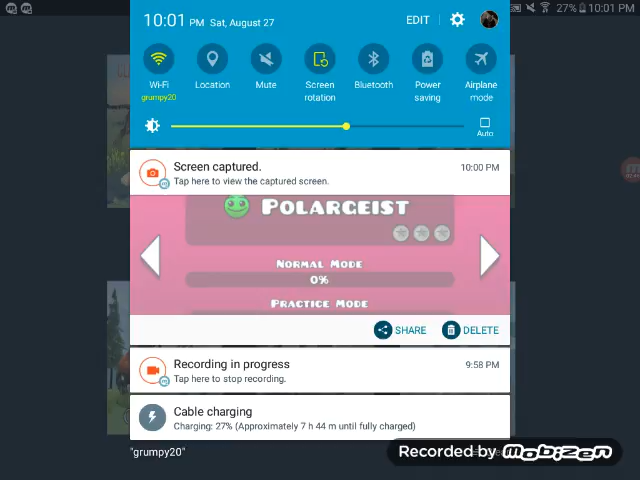 27% 10:01 PM
10:01 PM Sat, August 27
EDIT
Wi-Fi
grumpy20
Location
Mute
Screen
rotation
Bluetooth
Power
saving
Airplane
mode
Auto
Screen captured.
10:00 PM
Tap here to view the captured screen.
POLARGEIST
NORMAL MODE
0%
PRACTICE MODE
SHARE
DELETE
Recording in progress
9:58 PM
Tap here to stop recording.
Cable charging
Charging: 27% (Approximately 7 h 44 m until fully charged)
"grumpy20"
Recorded by MOBIZEN